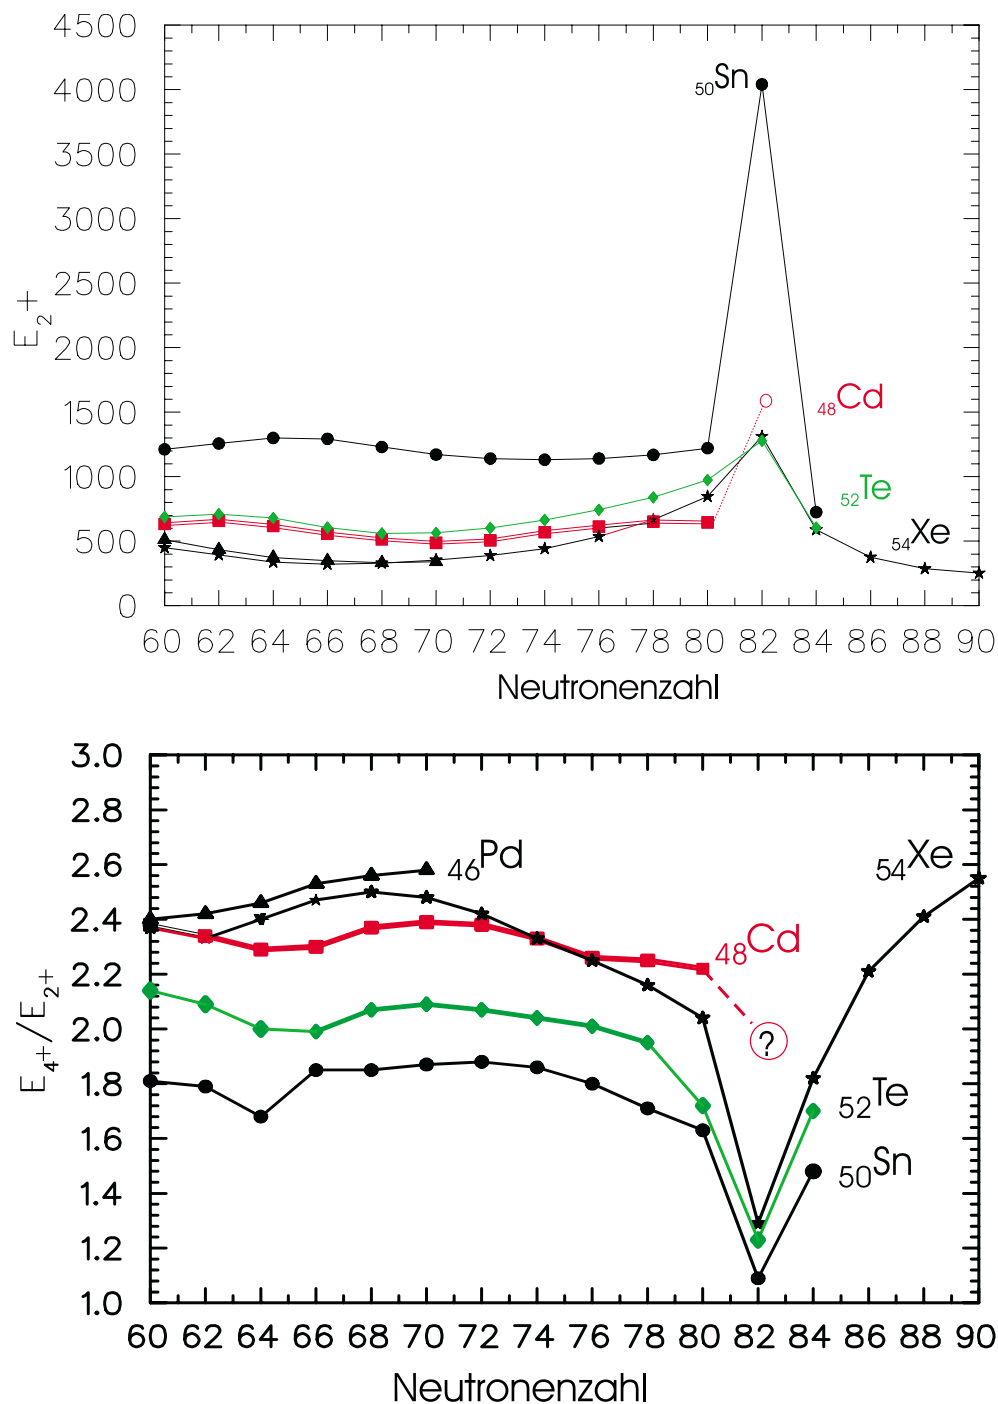 4500
4000
₅₀Sn
3500
3000
2500
E₂+
2000
1500
₄₈Cd
1000
₅₂Te
500
₅₄Xe
0
60 62 64 66 68 70 72 74 76 78 80 82 84 86 88 90
Neutronenzahl
3.0
2.8
2.6
₄₆Pd
₅₄Xe
2.4
₄₈Cd
2.2
E₄+/E₂+
2.0
?
1.8
₅₂Te
1.6
₅₀Sn
1.4
1.2
1.0
60 62 64 66 68 70 72 74 76 78 80 82 84 86 88 90
Neutronenzahl